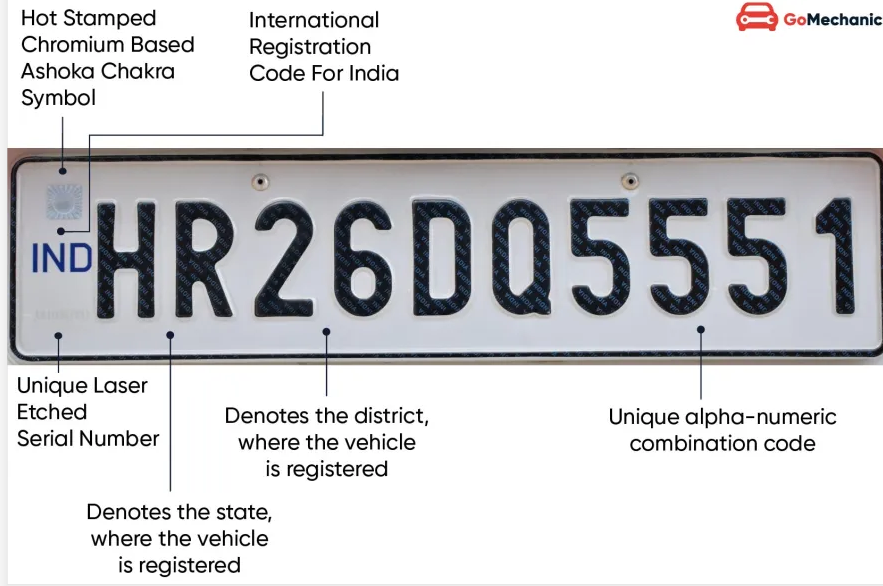 Hot Stamped
Chromium Based
Ashoka Chakra
Symbol
International
Registration
Code For India
GoMechanic
IND
HR26DQ5551
Unique Laser
Etched
Serial Number
Denotes the state,
where the vehicle
is registered
Denotes the district,
where the vehicle
is registered
Unique alpha-numeric
combination code